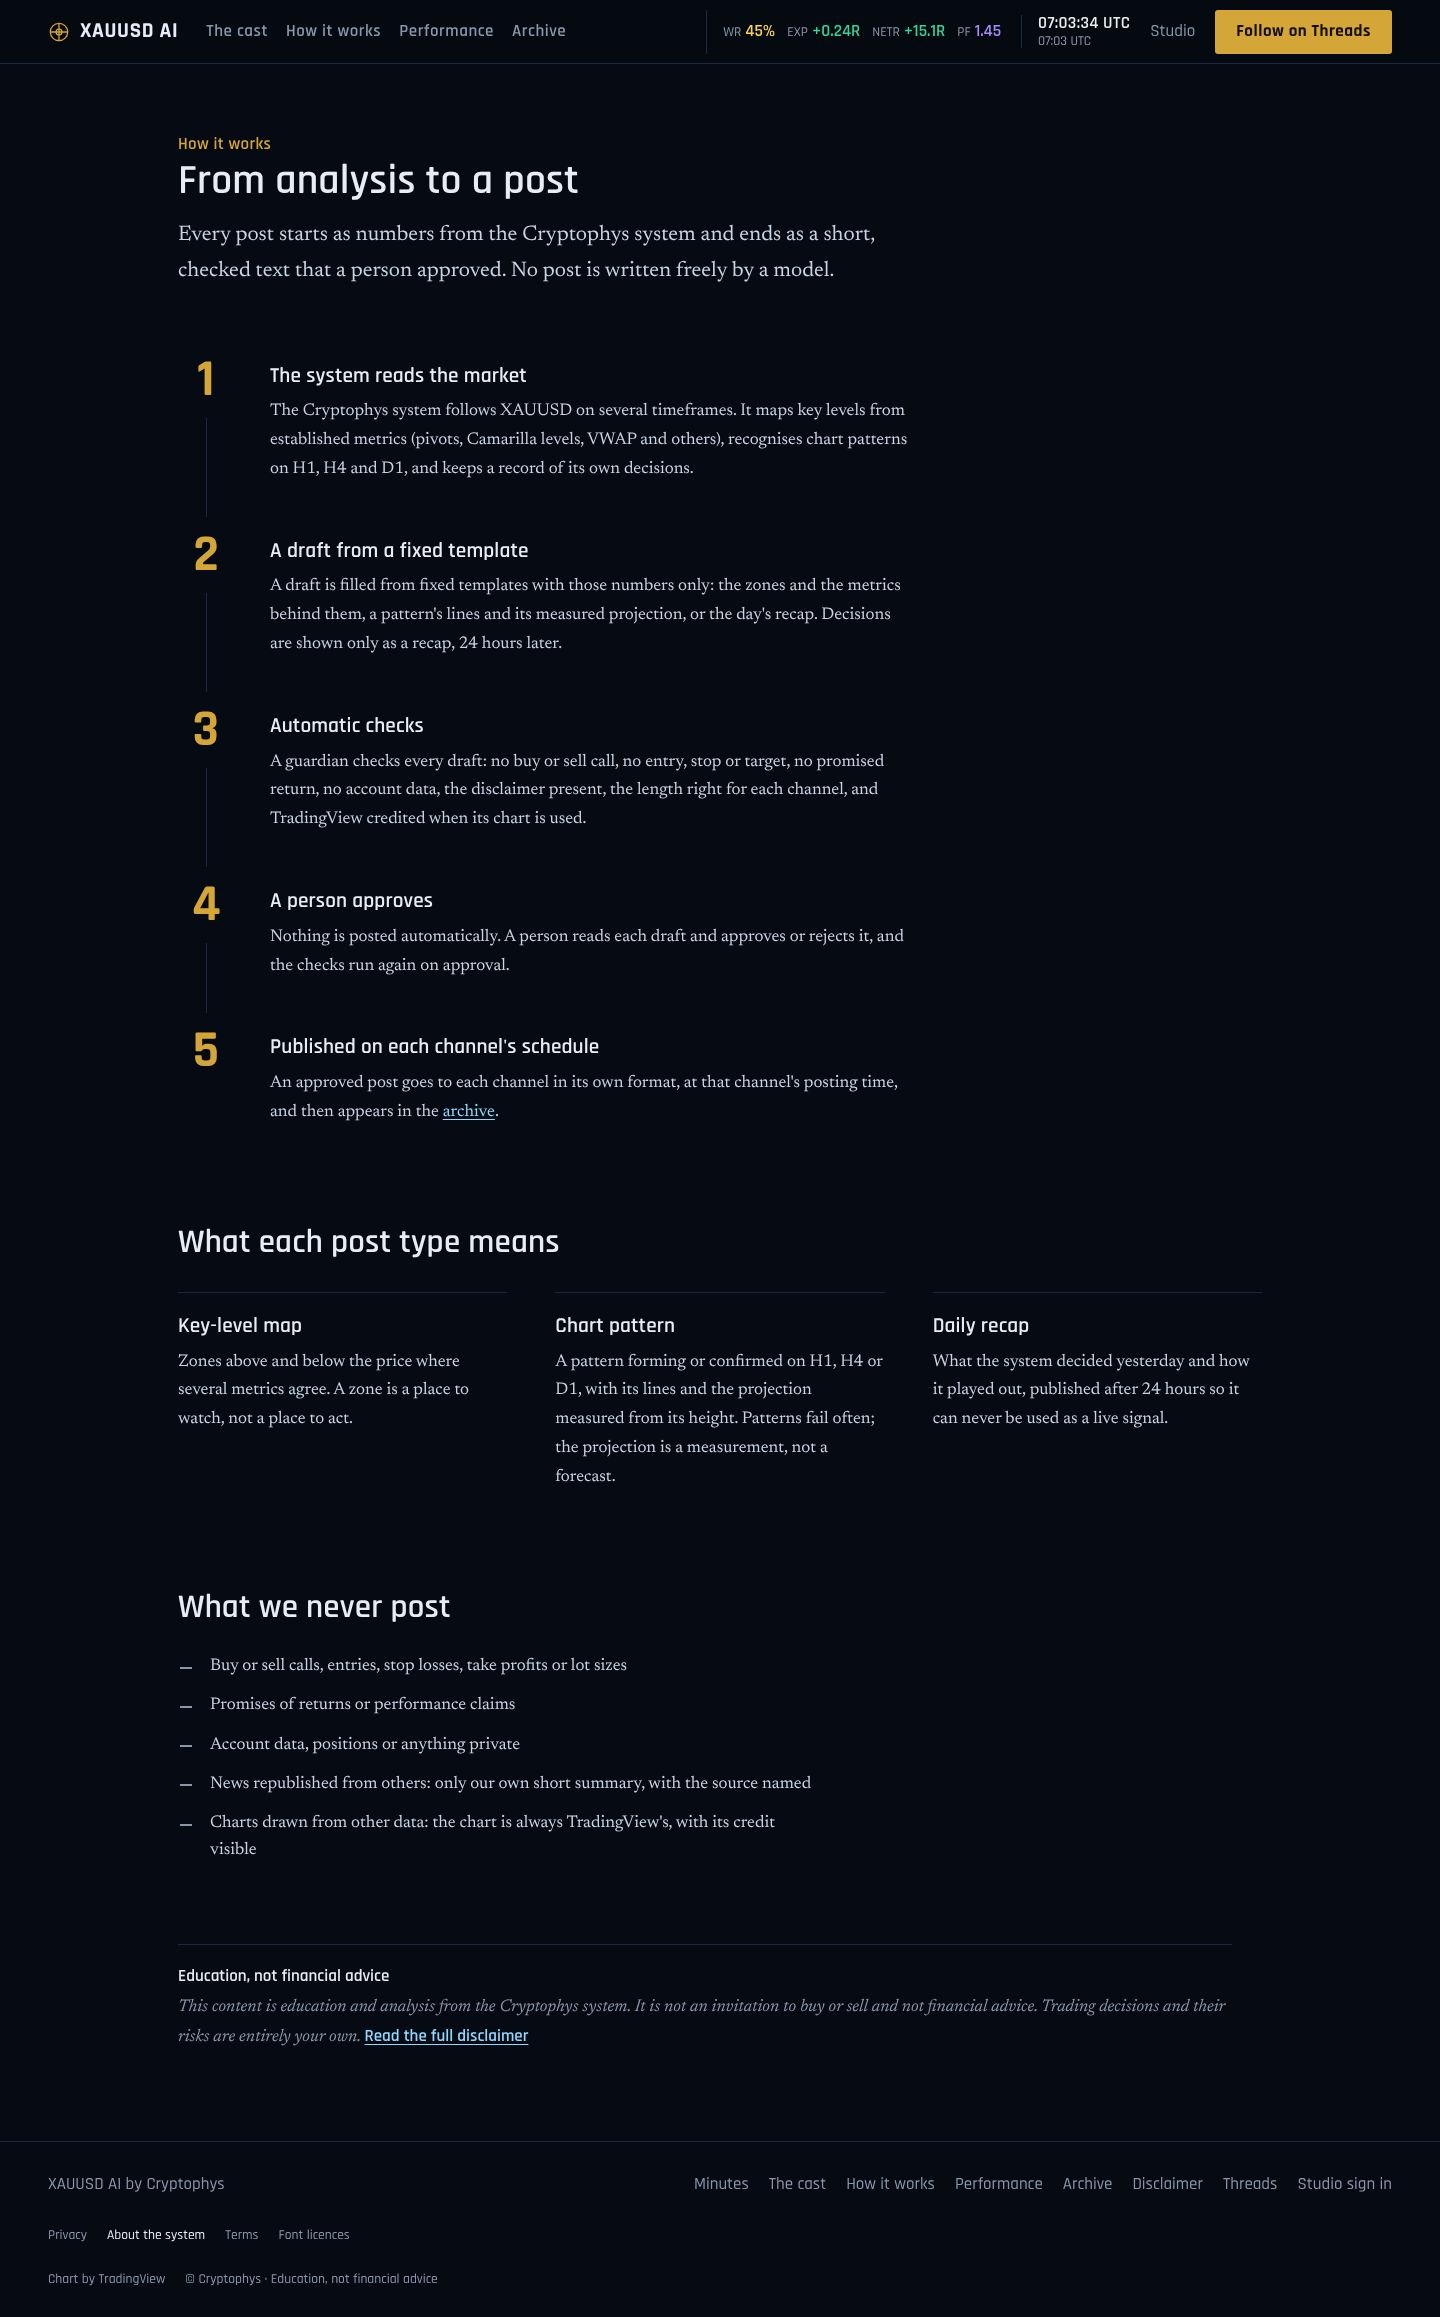 XAUUSD AI
The cast
How it works
Performance
Archive
WR 45% EXP +0.24R NETR +15.1R PF 1.45
07:03:34 UTC
07:03 UTC
Studio
Follow on Threads
How it works
From analysis to a post
Every post starts as numbers from the Cryptophys system and ends as a short,
checked text that a person approved. No post is written freely by a model.
1
The system reads the market
The Cryptophys system follows XAUUSD on several timeframes. It maps key levels from
established metrics (pivots, Camarilla levels, VWAP and others), recognises chart patterns
on H1, H4 and D1, and keeps a record of its own decisions.
2
A draft from a fixed template
A draft is filled from fixed templates with those numbers only: the zones and the metrics
behind them, a pattern's lines and its measured projection, or the day's recap. Decisions
are shown only as a recap, 24 hours later.
3
Automatic checks
A guardian checks every draft: no buy or sell call, no entry, stop or target, no promised
return, no account data, the disclaimer present, the length right for each channel, and
TradingView credited when its chart is used.
4
A person approves
Nothing is posted automatically. A person reads each draft and approves or rejects it, and
the checks run again on approval.
5
Published on each channel's schedule
An approved post goes to each channel in its own format, at that channel's posting time,
and then appears in the archive.
What each post type means
Key-level map
Zones above and below the price where
several metrics agree. A zone is a place to
watch, not a place to act.
Chart pattern
A pattern forming or confirmed on H1, H4 or
D1, with its lines and the projection
measured from its height. Patterns fail often;
the projection is a measurement, not a
forecast.
Daily recap
What the system decided yesterday and how
it played out, published after 24 hours so it
can never be used as a live signal.
What we never post
— Buy or sell calls, entries, stop losses, take profits or lot sizes
— Promises of returns or performance claims
— Account data, positions or anything private
— News republished from others: only our own short summary, with the source named
— Charts drawn from other data: the chart is always TradingView's, with its credit
visible
Education, not financial advice
This content is education and analysis from the Cryptophys system. It is not an invitation to buy or sell and not financial advice. Trading decisions and their
risks are entirely your own. Read the full disclaimer
XAUUSD AI by Cryptophys
Minutes
The cast
How it works
Performance
Archive
Disclaimer
Threads
Studio sign in
Privacy
About the system
Terms
Font licences
Chart by TradingView
© Cryptophys · Education, not financial advice